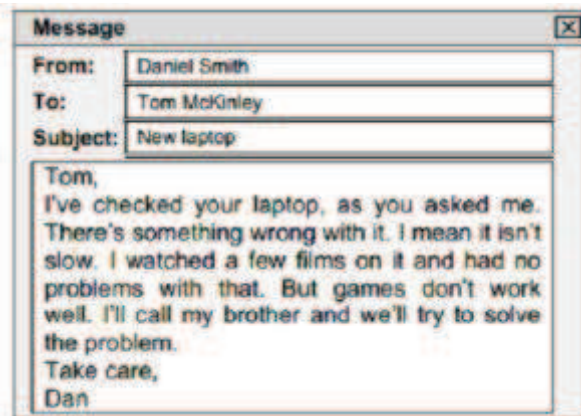 Message
From: Daniel Smith
To: Tom McKinley
Subject: New laptop
Tom,
I've checked your laptop, as you asked me.
There's something wrong with it. I mean it isn't
slow. I watched a few films on it and had no
problems with that. But games don't work
well. I'll call my brother and we'll try to solve
the problem.
Take care,
Dan